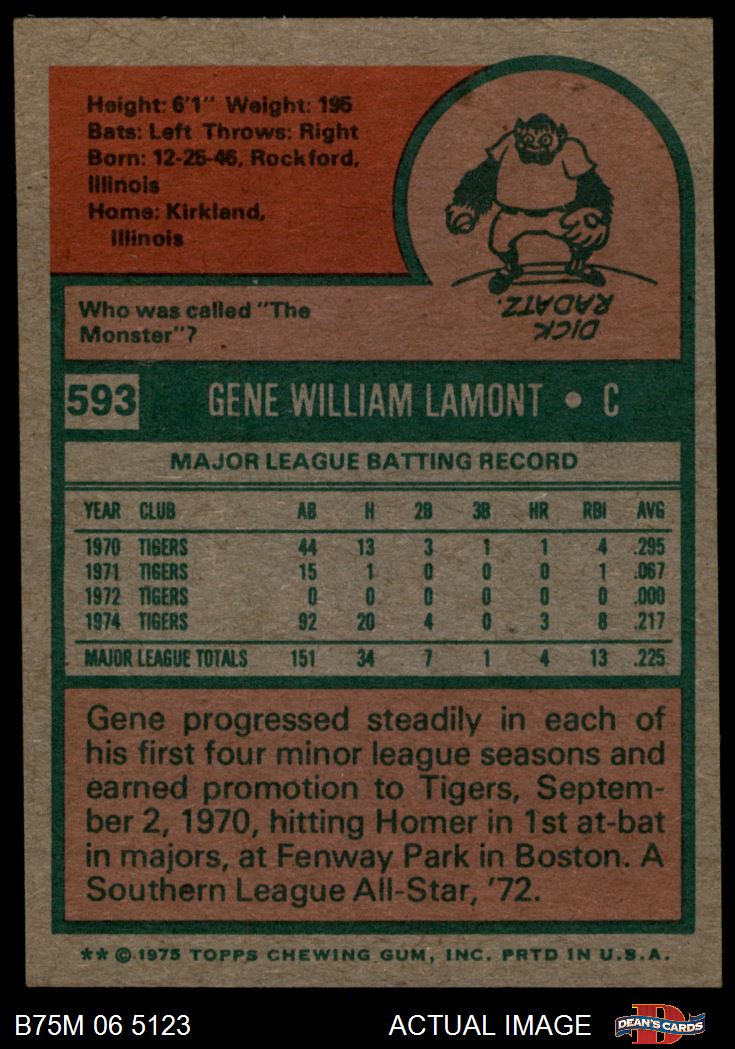 Height: 6'1" Weight: 195
Bats: Left Throws: Right
Born: 12-25-46, Rockford,
Illinois
Home: Kirkland,
Illinois
DICK
RADATZ.
Who was called "The
Monster"?
593 GENE WILLIAM LAMONT • C
MAJOR LEAGUE BATTING RECORD
YEAR CLUB AB H 2B 3B HR RBI AVG
1970 TIGERS 44 13 3 1 1 4 .295
1971 TIGERS 15 1 0 0 0 1 .067
1972 TIGERS 0 0 0 0 0 0 .000
1974 TIGERS 92 20 4 0 3 8 .217
MAJOR LEAGUE TOTALS 151 34 7 1 4 13 .225
Gene progressed steadily in each of
his first four minor league seasons and
earned promotion to Tigers, Septem-
ber 2, 1970, hitting Homer in 1st at-bat
in majors, at Fenway Park in Boston. A
Southern League All-Star, '72.
** © 1975 TOPPS CHEWING GUM, INC. PRTD IN U.S.A.
B75M 06 5123 ACTUAL IMAGE D DEAN'S CARDS